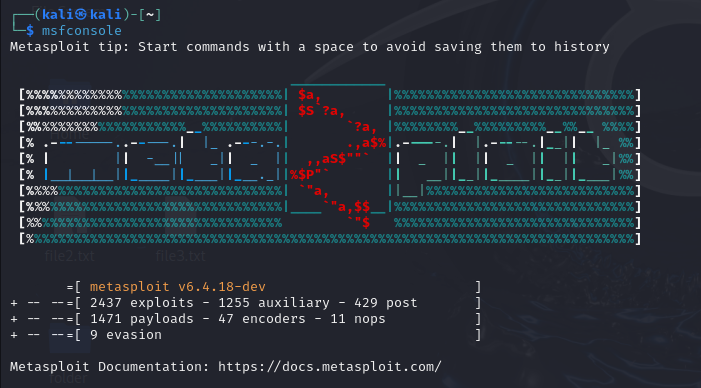 ┌──(kali㉿kali)-[~]
└─$ msfconsole
Metasploit tip: Start commands with a space to avoid saving them to history
=[ metasploit v6.4.18-dev ]
+ -- --=[ 2437 exploits - 1255 auxiliary - 429 post ]
+ -- --=[ 1471 payloads - 47 encoders - 11 nops ]
+ -- --=[ 9 evasion ]
Metasploit Documentation: https://docs.metasploit.com/
file2.txt file3.txt
folder